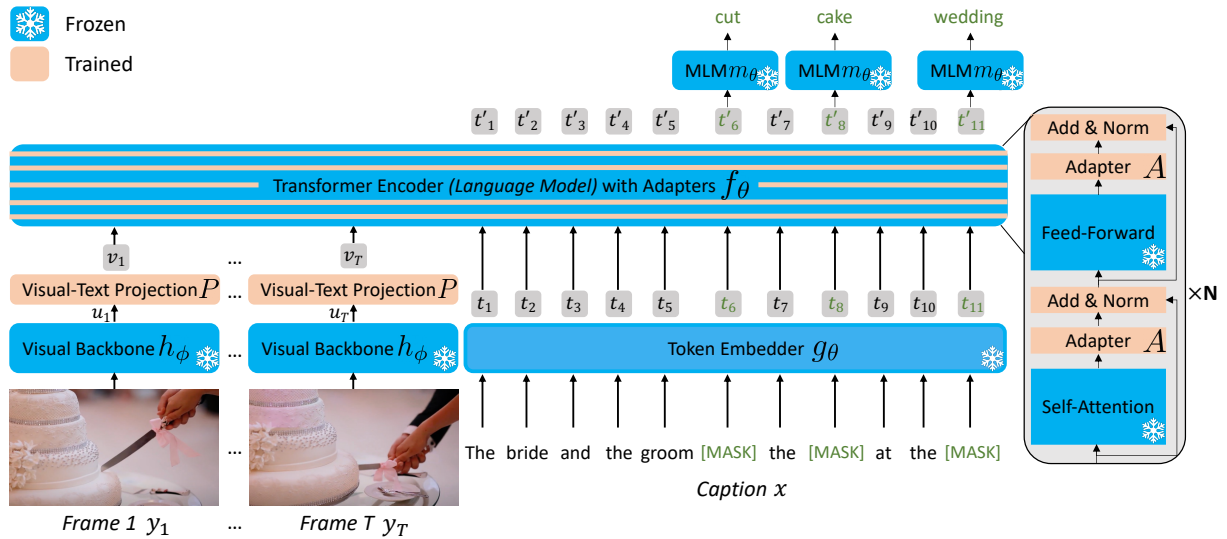 Frozen
Trained
cut cake wedding
MLM m_θ MLM m_θ MLM m_θ
t'_1 t'_2 t'_3 t'_4 t'_5 t'_6 t'_7 t'_8 t'_9 t'_10 t'_11
Transformer Encoder (Language Model) with Adapters f_θ
v_1 ... v_T
Visual-Text Projection P ... Visual-Text Projection P
u_1 u_T
t_1 t_2 t_3 t_4 t_5 t_6 t_7 t_8 t_9 t_10 t_11
Visual Backbone h_ϕ ... Visual Backbone h_ϕ
Token Embedder g_θ
...
The bride and the groom [MASK] the [MASK] at the [MASK]
Caption x
Frame 1 y_1 ... Frame T y_T
Add & Norm
Adapter A
Feed-Forward
Add & Norm
Adapter A
Self-Attention
×N